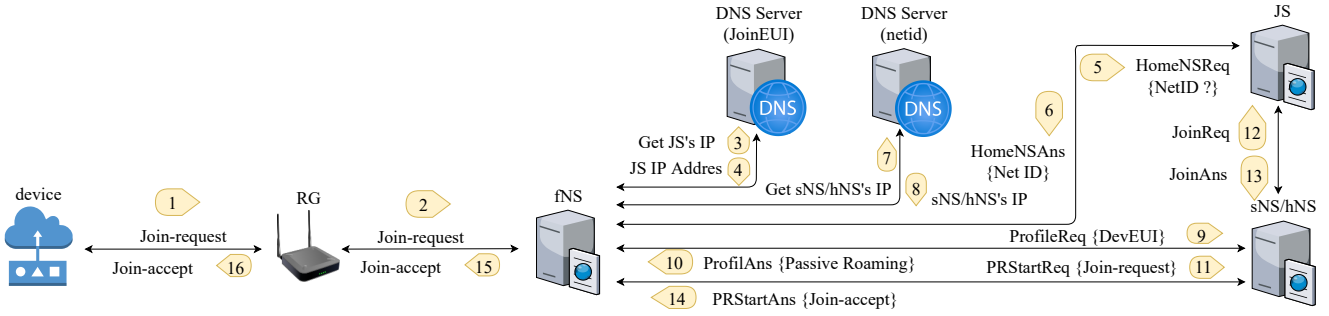 DNS Server
(JoinEUI)
DNS Server
(netid)
JS
DNS
DNS
5
HomeNSReq
{NetID ?}
6
HomeNSAns
{Net ID}
Get JS's IP
3
JS IP Addres
4
7
Get sNS/hNS's IP
8
sNS/hNS's IP
JoinReq
12
JoinAns
13
device
1
Join-request
Join-accept
16
RG
2
Join-request
Join-accept
15
fNS
sNS/hNS
ProfileReq {DevEUI}
9
10
ProfilAns {Passive Roaming}
PRStartReq {Join-request}
11
14
PRStartAns {Join-accept}